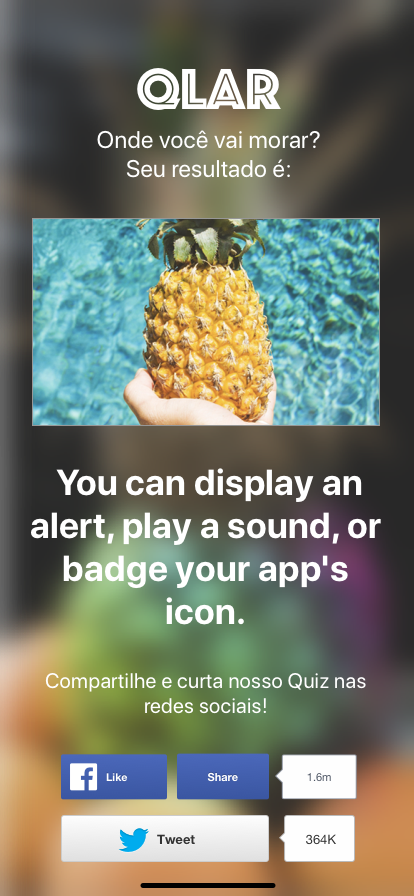 QLAR
Onde você vai morar?
Seu resultado é:
You can display an
alert, play a sound, or
badge your app's
icon.
Compartilhe e curta nosso Quiz nas
redes sociais!
Like
Share
1.6m
Tweet
364K